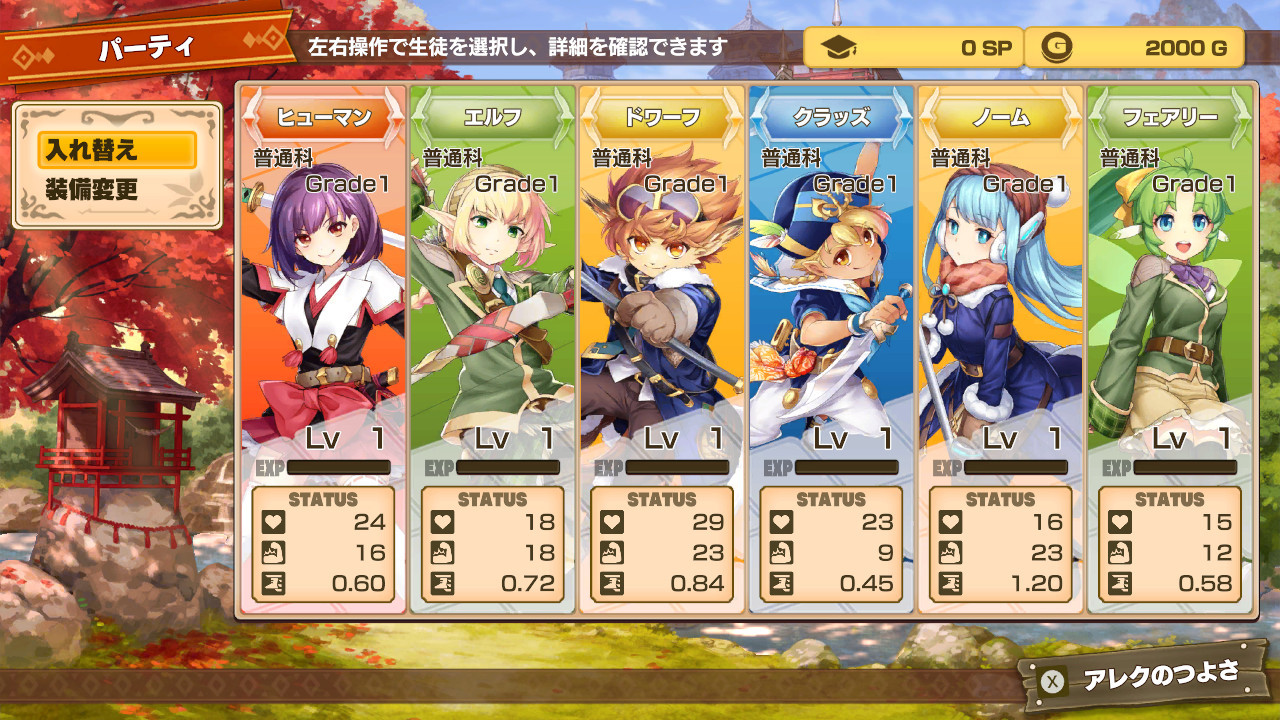 パーティ
左右操作で生徒を選択し、詳細を確認できます
0 SP
G 2000 G
入れ替え
装備変更
ヒューマン
普通科
Grade1
Lv 1
EXP
STATUS
24
16
0.60
エルフ
普通科
Grade1
Lv 1
EXP
STATUS
18
18
0.72
ドワーフ
普通科
Grade1
Lv 1
EXP
STATUS
29
23
0.84
クラッズ
普通科
Grade1
Lv 1
EXP
STATUS
23
9
0.45
ノーム
普通科
Grade1
Lv 1
EXP
STATUS
16
23
1.20
フェアリー
普通科
Grade1
Lv 1
EXP
STATUS
15
12
0.58
X アレクのつよさ